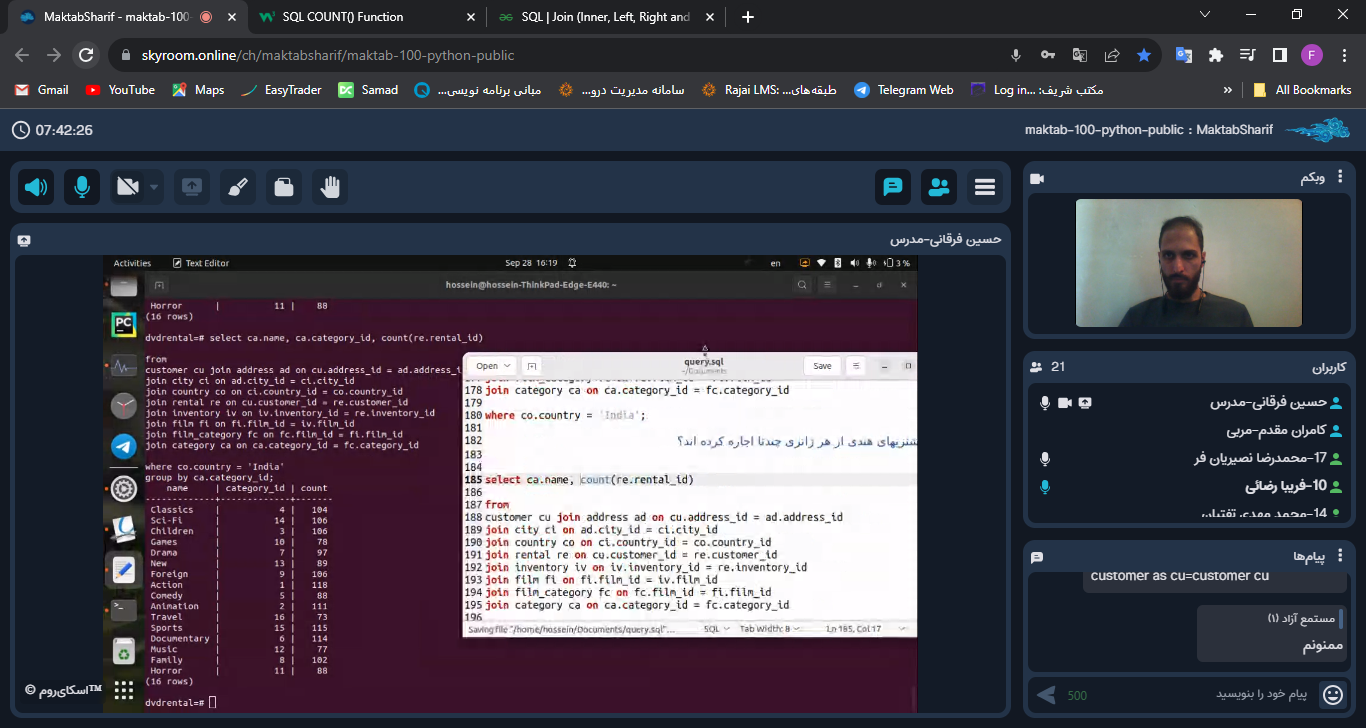 MaktabSharif - maktab-100-
SQL COUNT() Function
SQL | Join (Inner, Left, Right and
skyroom.online/ch/maktabsharif/maktab-100-python-public
F
Gmail
YouTube
Maps
EasyTrader
Samad
مبانی برنامه نویسی...
سامانه مدیریت درو...
Rajai LMS: طبقه‌های...
Telegram Web
Log in... مکتب شریف:
»
All Bookmarks
07:42:26
maktab-100-python-public : MaktabSharif
حسین فرقانی-مدرس
Activities
Text Editor
Sep 28 16:19
en
3 %
hossein@hossein-ThinkPad-Edge-E440: ~
Horror | 11 | 88
(16 rows)
dvdrental=# select ca.name, ca.category_id, count(re.rental_id)
from
customer cu join address ad on cu.address_id = ad.address_i
join city ci on ad.city_id = ci.city_id
join country co on ci.country_id = co.country_id
join rental re on cu.customer_id = re.customer_id
join inventory iv on iv.inventory_id = re.inventory_id
join film fi on fi.film_id = iv.film_id
join film_category fc on fc.film_id = fi.film_id
join category ca on ca.category_id = fc.category_id
where co.country = 'India'
group by ca.category_id;
name | category_id | count
Classics | 4 | 104
Sci-Fi | 14 | 106
Children | 3 | 106
Games | 10 | 78
Drama | 7 | 97
New | 13 | 89
Foreign | 9 | 106
Action | 1 | 118
Comedy | 5 | 88
Animation | 2 | 111
Travel | 16 | 73
Sports | 15 | 115
Documentary | 6 | 114
Music | 12 | 77
Family | 8 | 102
Horror | 11 | 88
(16 rows)
dvdrental=#
Open
query.sql
~/Documents
Save
178 join category ca on ca.category_id = fc.category_id
179
180 where co.country = 'India';
181
182 شتریهای هندی از هر ژانری چندتا اجاره کرده اند؟
183
184
185 select ca.name, count(re.rental_id)
186
187 from
188 customer cu join address ad on cu.address_id = ad.address_id
189 join city ci on ad.city_id = ci.city_id
190 join country co on ci.country_id = co.country_id
191 join rental re on cu.customer_id = re.customer_id
192 join inventory iv on iv.inventory_id = re.inventory_id
193 join film fi on fi.film_id = iv.film_id
194 join film_category fc on fc.film_id = fi.film_id
195 join category ca on ca.category_id = fc.category_id
196
Saving file "/home/hossein/Documents/query.sql"...
SQL
Tab Width: 8
Ln 185, Col 17
PC
© اسکای‌روم™
وبکم
کاربران
21
حسین فرقانی-مدرس
کامران مقدم-مربی
17-محمدرضا نصیریان فر
10-فریبا رضائی
14-محمد مهدی تفتیان
پیام‌ها
customer as cu=customer cu
مستمع آزاد (۱)
ممنونم
پیام خود را بنویسید
500